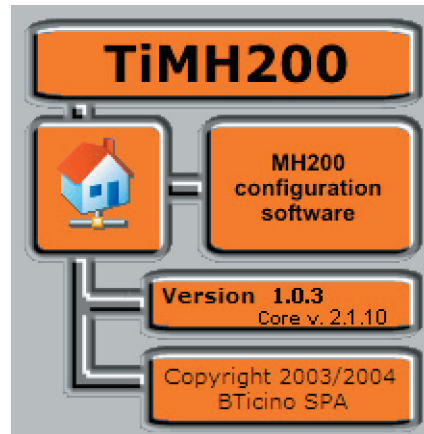 TiMH200
MH200
configuration
software
Version 1.0.3
Core v. 2.1.10
Copyright 2003/2004
BTicino SPA